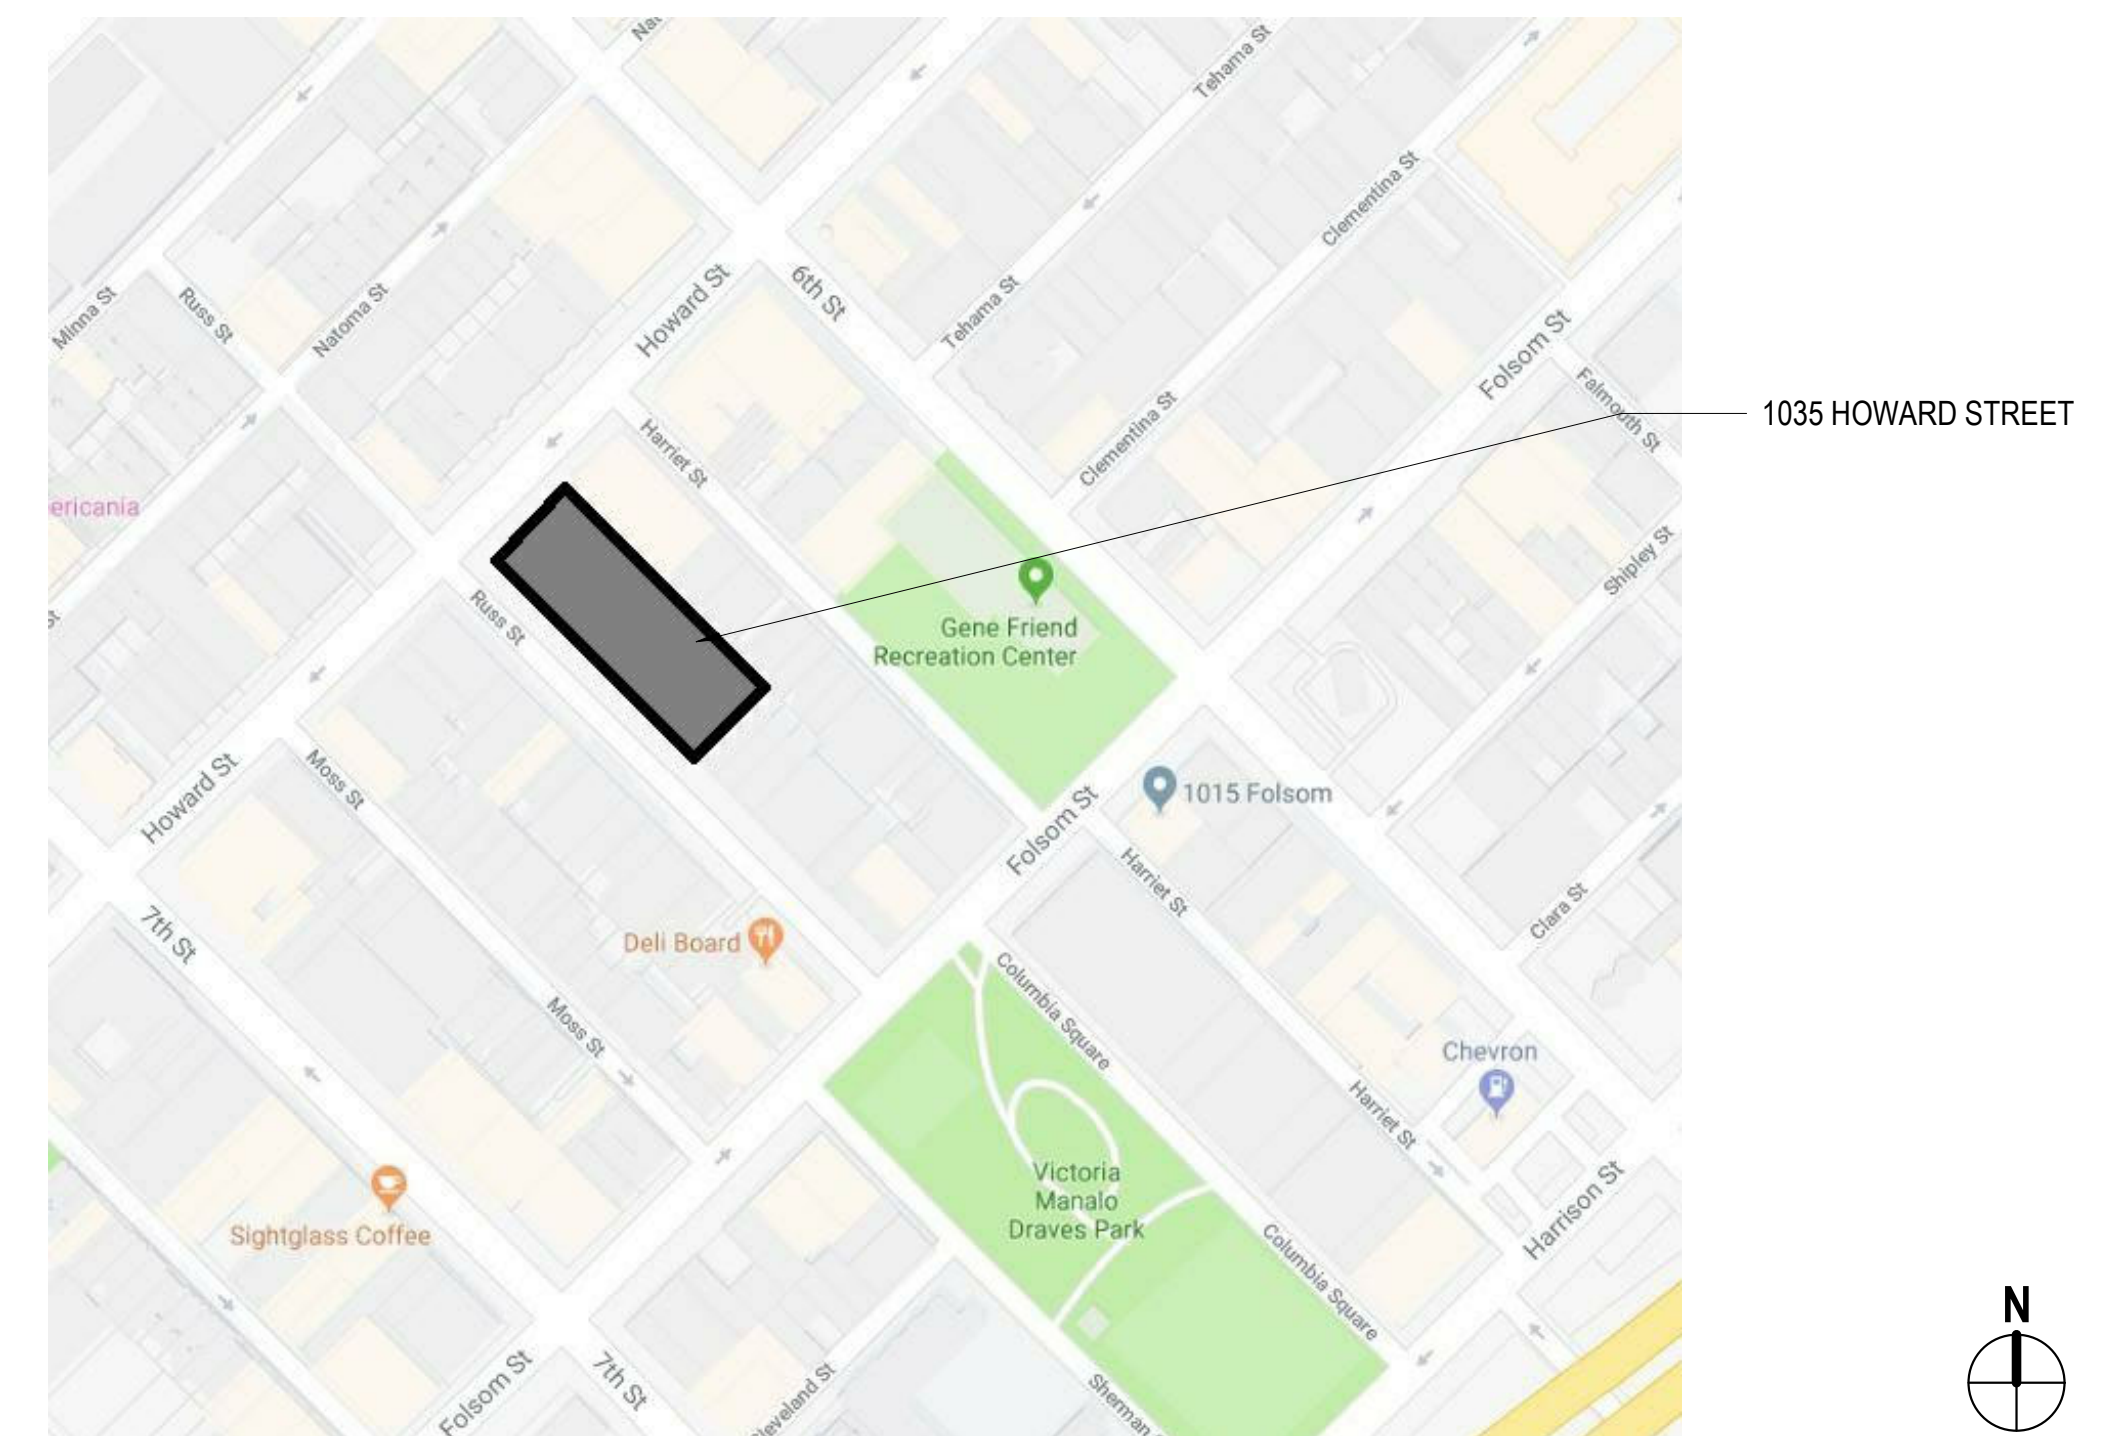 Tehama St
Clementina St
Minna St
Russ St
Natoma St
Howard St
6th St
Tehama St
Folsom St
Falmouth St
1035 HOWARD STREET
Harriet St
Clementina St
ericania
Shipley St
Russ St
Gene Friend
Recreation Center
Howard St
Moss St
1015 Folsom
Folsom St
Harriet St
7th St
Deli Board
Clara St
Columbia Square
Moss St
Chevron
Harriet St
Victoria
Manalo
Draves Park
Sightglass Coffee
Harrison St
Columbia Square
N
Folsom St
7th St
leveland St
Sherman